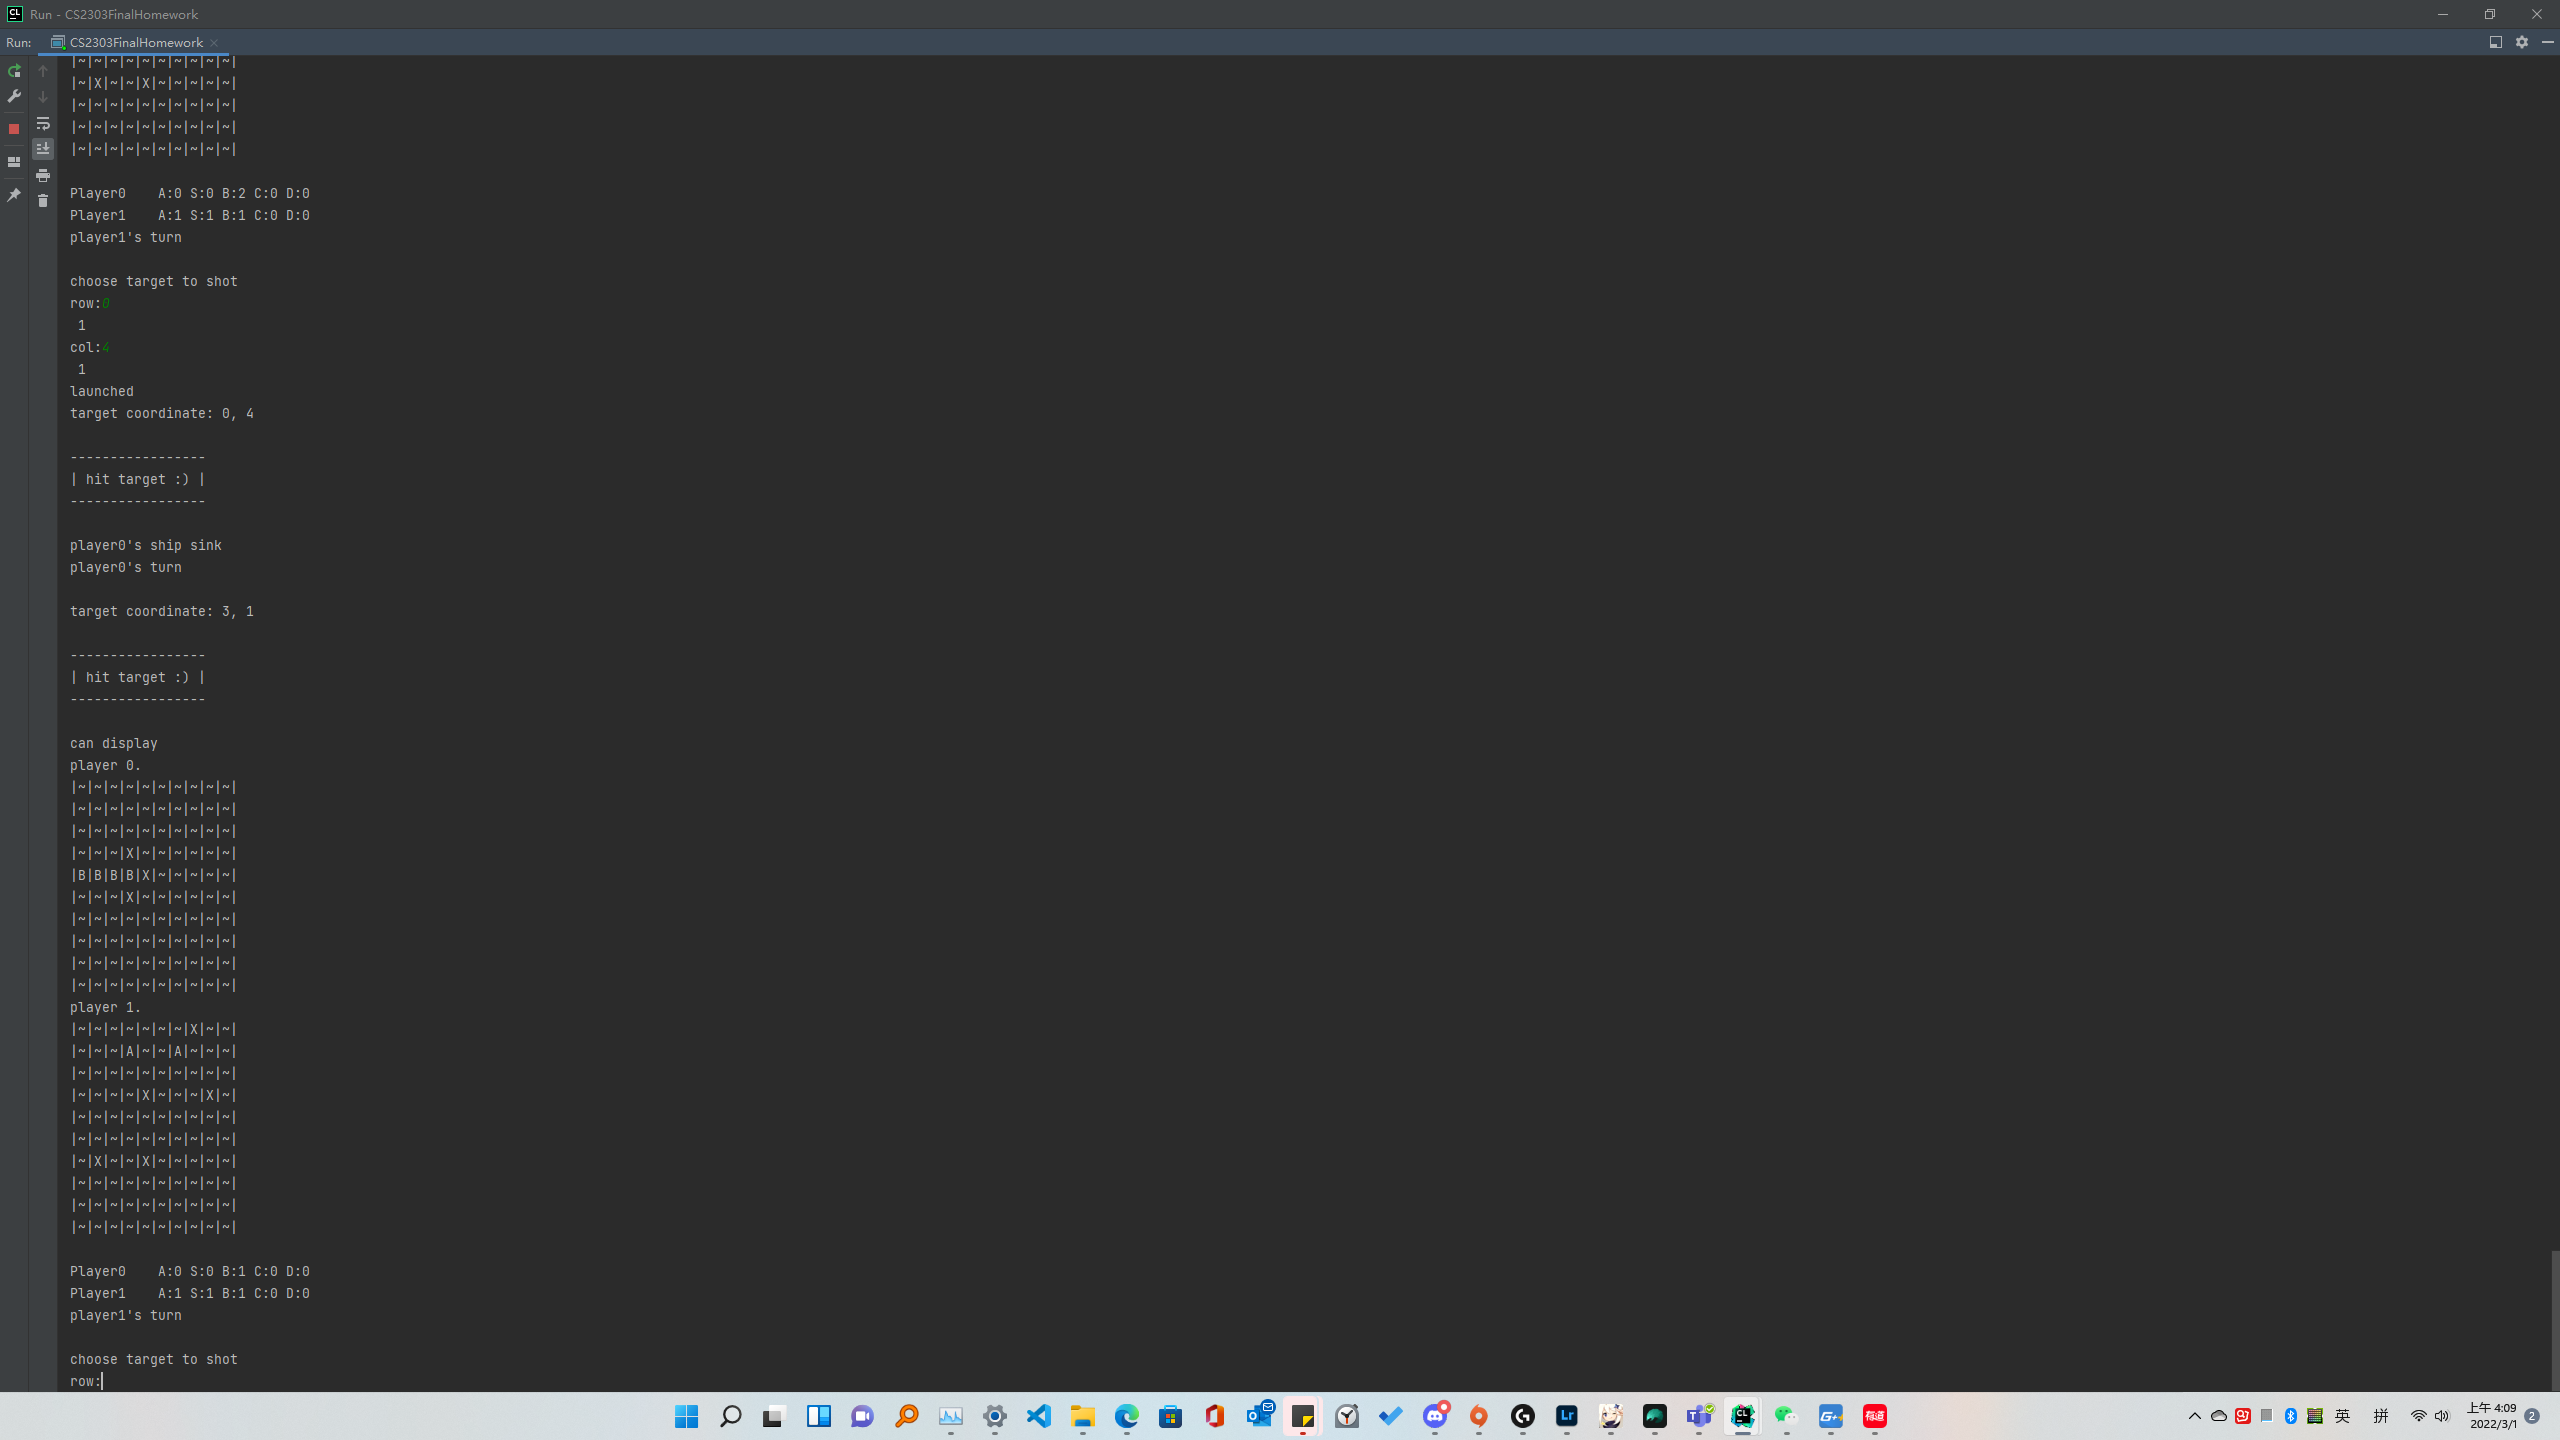 Run - CS2303FinalHomework
Run: CS2303FinalHomework
|~|~|~|~|~|~|~|~|~|~|
|~|X|~|~|X|~|~|~|~|~|
|~|~|~|~|~|~|~|~|~|~|
|~|~|~|~|~|~|~|~|~|~|
|~|~|~|~|~|~|~|~|~|~|
Player0    A:0 S:0 B:2 C:0 D:0
Player1    A:1 S:1 B:1 C:0 D:0
player1's turn
choose target to shot
row:0
 1
col:4
 1
launched
target coordinate: 0, 4
-----------------
| hit target :) |
-----------------
player0's ship sink
player0's turn
target coordinate: 3, 1
-----------------
| hit target :) |
-----------------
can display
player 0.
|~|~|~|~|~|~|~|~|~|~|
|~|~|~|~|~|~|~|~|~|~|
|~|~|~|~|~|~|~|~|~|~|
|~|~|~|X|~|~|~|~|~|~|
|B|B|B|B|X|~|~|~|~|~|
|~|~|~|X|~|~|~|~|~|~|
|~|~|~|~|~|~|~|~|~|~|
|~|~|~|~|~|~|~|~|~|~|
|~|~|~|~|~|~|~|~|~|~|
|~|~|~|~|~|~|~|~|~|~|
player 1.
|~|~|~|~|~|~|~|X|~|~|
|~|~|~|A|~|~|A|~|~|~|
|~|~|~|~|~|~|~|~|~|~|
|~|~|~|~|X|~|~|~|X|~|
|~|~|~|~|~|~|~|~|~|~|
|~|~|~|~|~|~|~|~|~|~|
|~|X|~|~|X|~|~|~|~|~|
|~|~|~|~|~|~|~|~|~|~|
|~|~|~|~|~|~|~|~|~|~|
|~|~|~|~|~|~|~|~|~|~|
Player0    A:0 S:0 B:1 C:0 D:0
Player1    A:1 S:1 B:1 C:0 D:0
player1's turn
choose target to shot
row:
英 拼 上午 4:09
2022/3/1 2